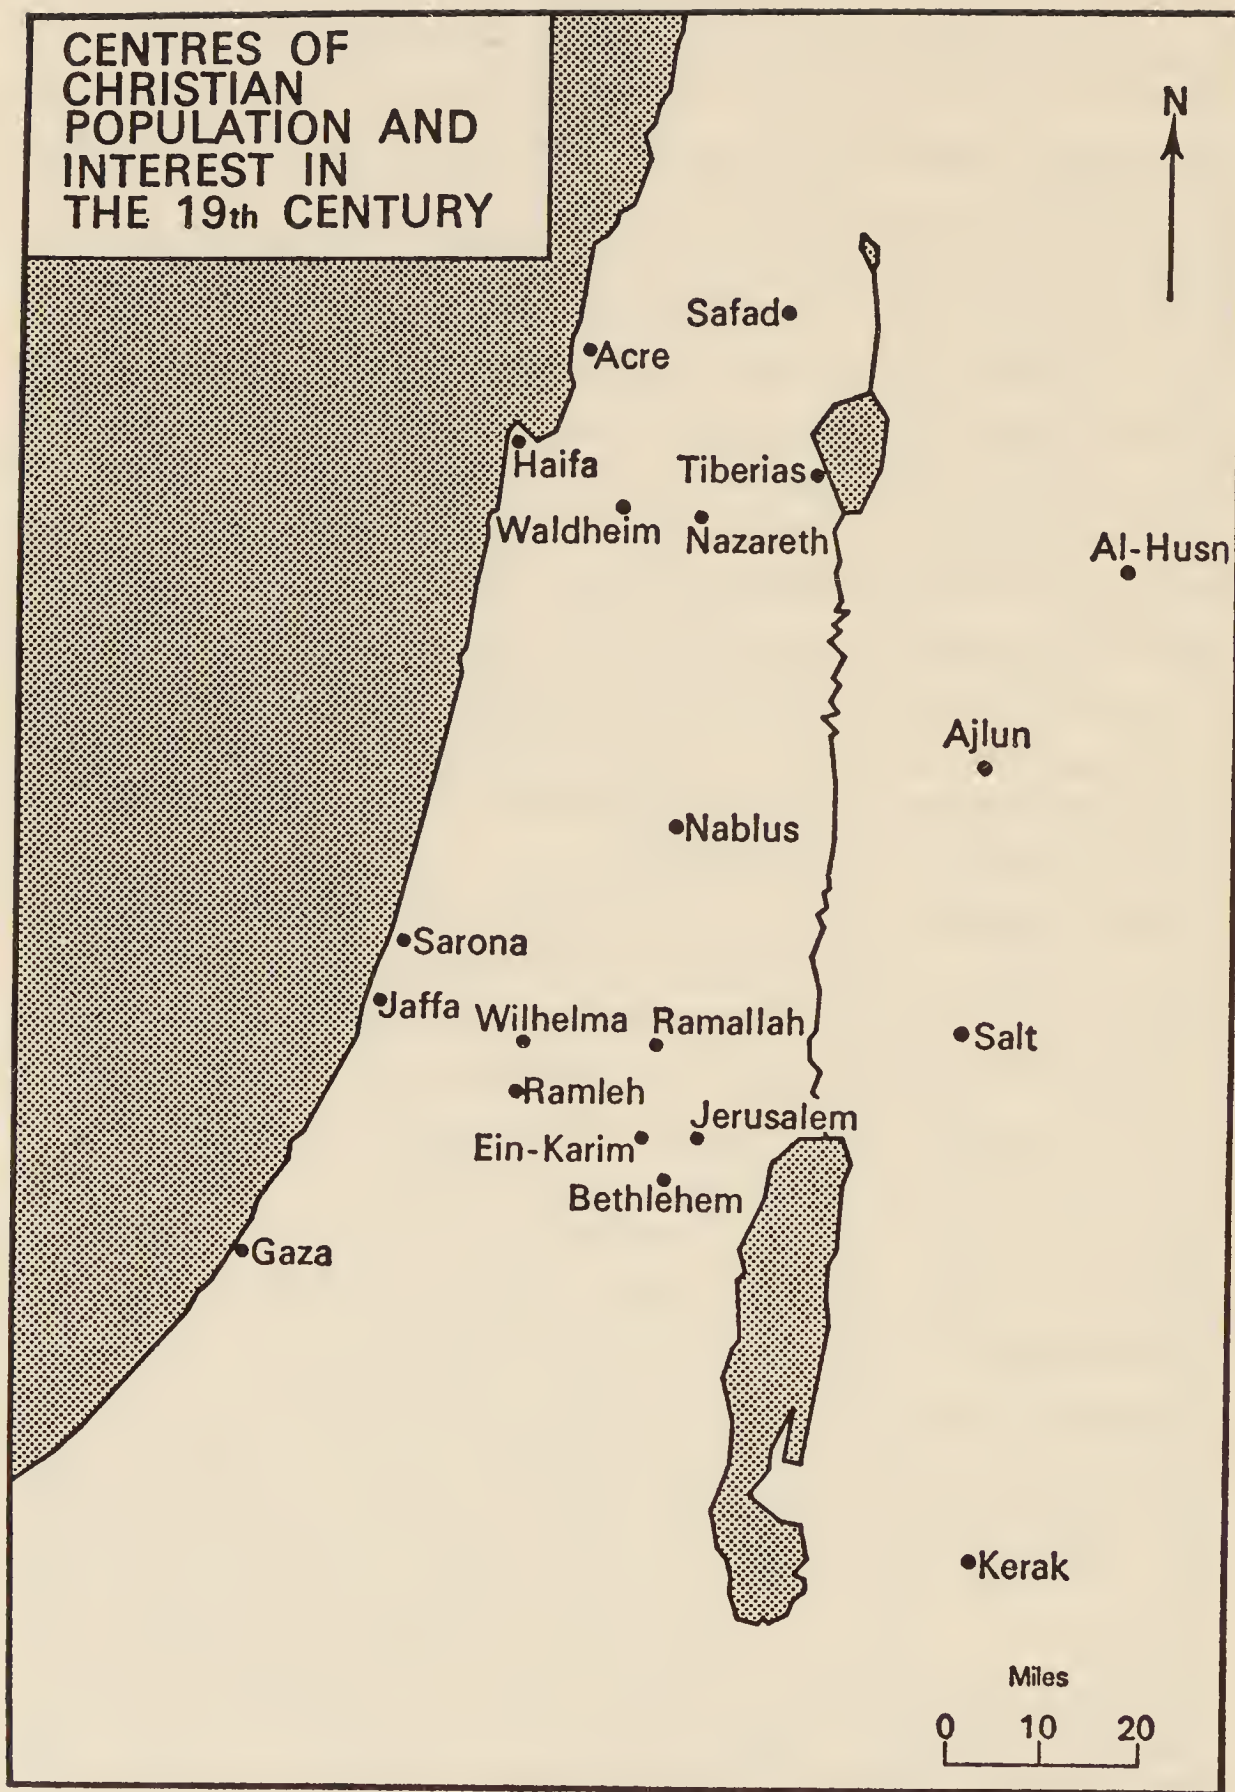 CENTRES OF
CHRISTIAN
POPULATION AND
INTEREST IN
THE 19th CENTURY
N
Safad
Acre
Haifa
Tiberias
Waldheim
Nazareth
Al-Husn
Ajlun
Nablus
Sarona
Jaffa
Wilhelma
Ramallah
Salt
Ramleh
Jerusalem
Ein-Karim
Bethlehem
Gaza
Kerak
Miles
0 10 20